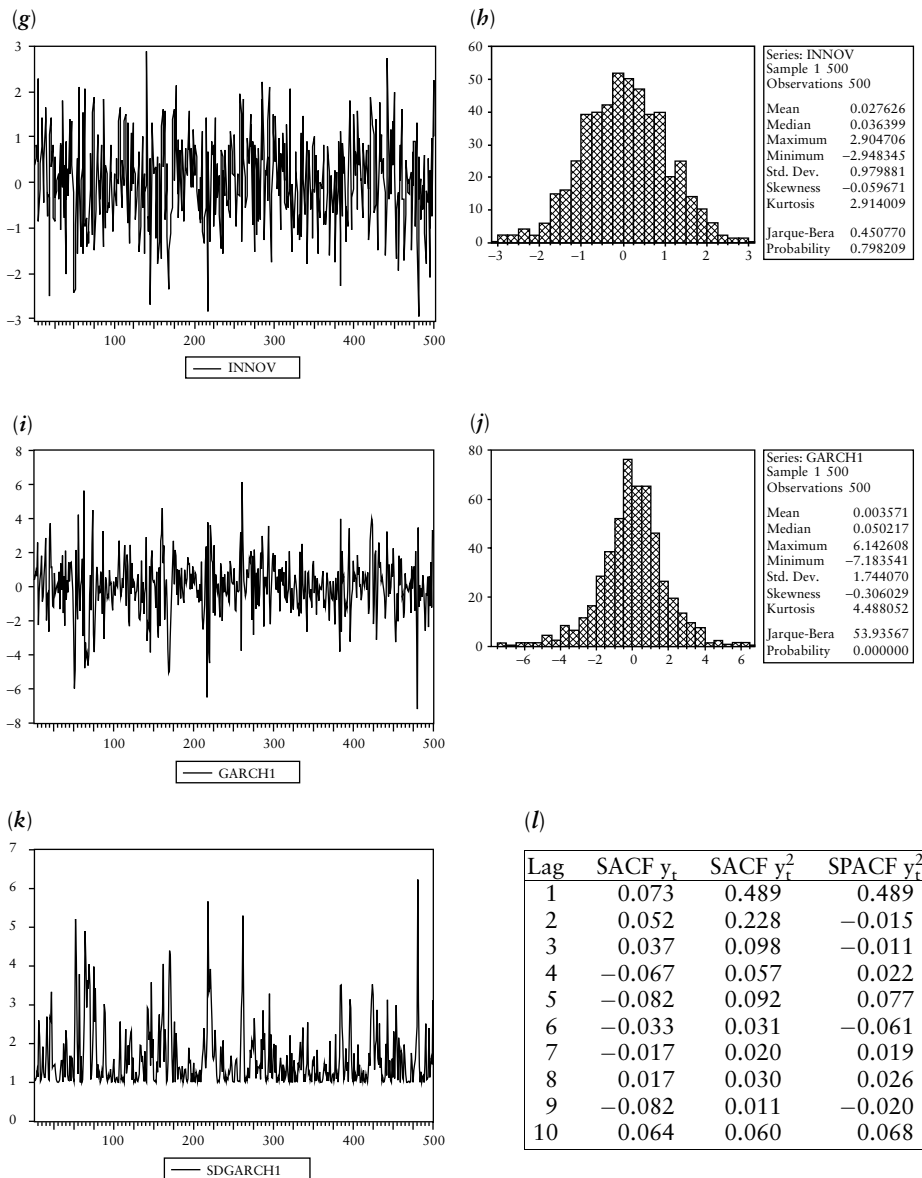 (g)
3
2
1
0
−1
−2
−3
100 200 300 400 500
INNOV
(h)
60
50
40
30
20
10
0
−3 −2 −1 0 1 2 3
Series: INNOV
Sample 1 500
Observations 500
Mean 0.027626
Median 0.036399
Maximum 2.904706
Minimum −2.948345
Std. Dev. 0.979881
Skewness −0.059671
Kurtosis 2.914009
Jarque-Bera 0.450770
Probability 0.798209
(i)
8
6
4
2
0
−2
−4
−6
−8
100 200 300 400 500
GARCH1
(j)
80
60
40
20
0
−6 −4 −2 0 2 4 6
Series: GARCH1
Sample 1 500
Observations 500
Mean 0.003571
Median 0.050217
Maximum 6.142608
Minimum −7.183541
Std. Dev. 1.744070
Skewness −0.306029
Kurtosis 4.488052
Jarque-Bera 53.93567
Probability 0.000000
(k)
7
6
5
4
3
2
1
0
100 200 300 400 500
SDGARCH1
(l)
Lag SACF yₜ SACF yₜ² SPACF yₜ²
1 0.073 0.489 0.489
2 0.052 0.228 −0.015
3 0.037 0.098 −0.011
4 −0.067 0.057 0.022
5 −0.082 0.092 0.077
6 −0.033 0.031 −0.061
7 −0.017 0.020 0.019
8 0.017 0.030 0.026
9 −0.082 0.011 −0.020
10 0.064 0.060 0.068